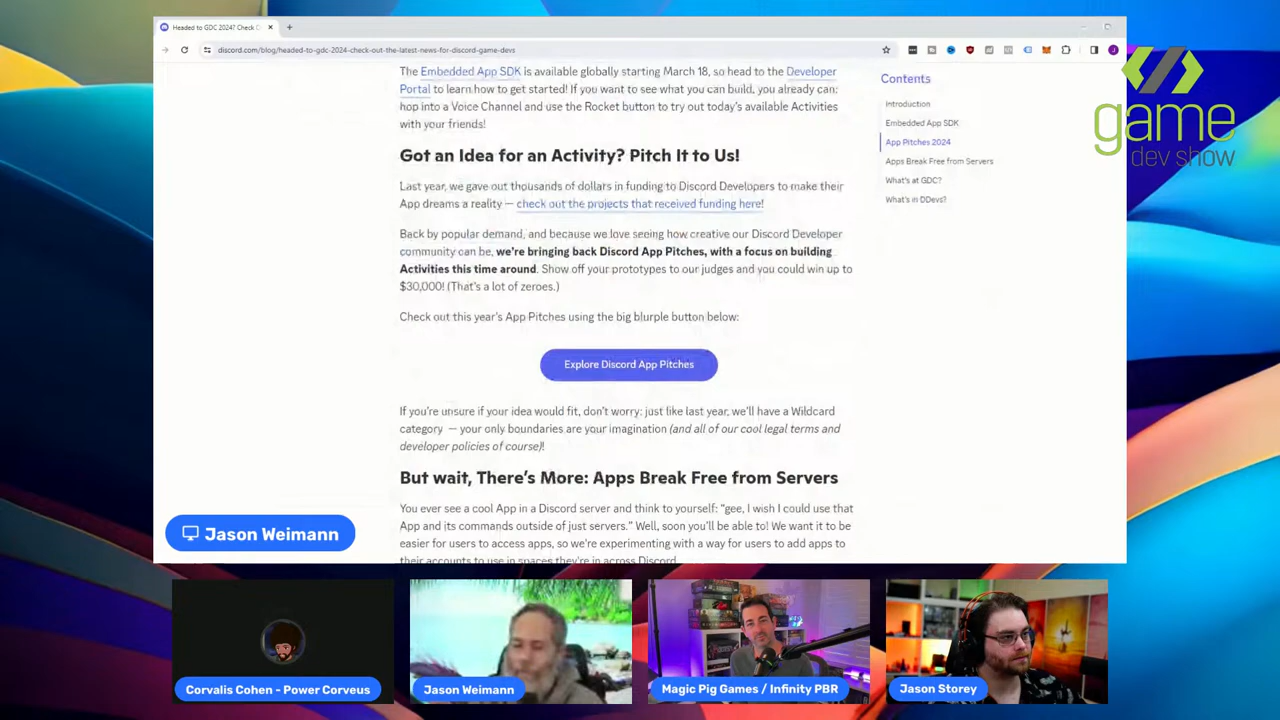 Headed to GDC 2024? Check
discord.com/blog/headed-to-gdc-2024-check-out-the-latest-news-for-discord-game-devs
The Embedded App SDK is available globally starting March 18, so head to the Developer
Portal to learn how to get started! If you want to see what you can build, you already can:
hop into a Voice Channel and use the Rocket button to try out today's available Activities
with your friends!
Got an Idea for an Activity? Pitch It to Us!
Last year, we gave out thousands of dollars in funding to Discord Developers to make their
App dreams a reality — check out the projects that received funding here!
Back by popular demand, and because we love seeing how creative our Discord Developer
community can be, we're bringing back Discord App Pitches, with a focus on building
Activities this time around. Show off your prototypes to our judges and you could win up to
$30,000! (That's a lot of zeroes.)
Check out this year's App Pitches using the big blurple button below:
Explore Discord App Pitches
If you're unsure if your idea would fit, don't worry: just like last year, we'll have a Wildcard
category — your only boundaries are your imagination (and all of our cool legal terms and
developer policies of course)!
But wait, There's More: Apps Break Free from Servers
You ever see a cool App in a Discord server and think to yourself: "gee, I wish I could use that
App and its commands outside of just servers." Well, soon you'll be able to! We want it to be
easier for users to access apps, so we're experimenting with a way for users to add apps to
their accounts to use in spaces they're in across Discord.
Contents
Introduction
Embedded App SDK
App Pitches 2024
Apps Break Free from Servers
What's at GDC?
What's in DDevs?
game
dev show
Jason Weimann
Corvalis Cohen - Power Corveus
Jason Weimann
Magic Pig Games / Infinity PBR
Jason Storey